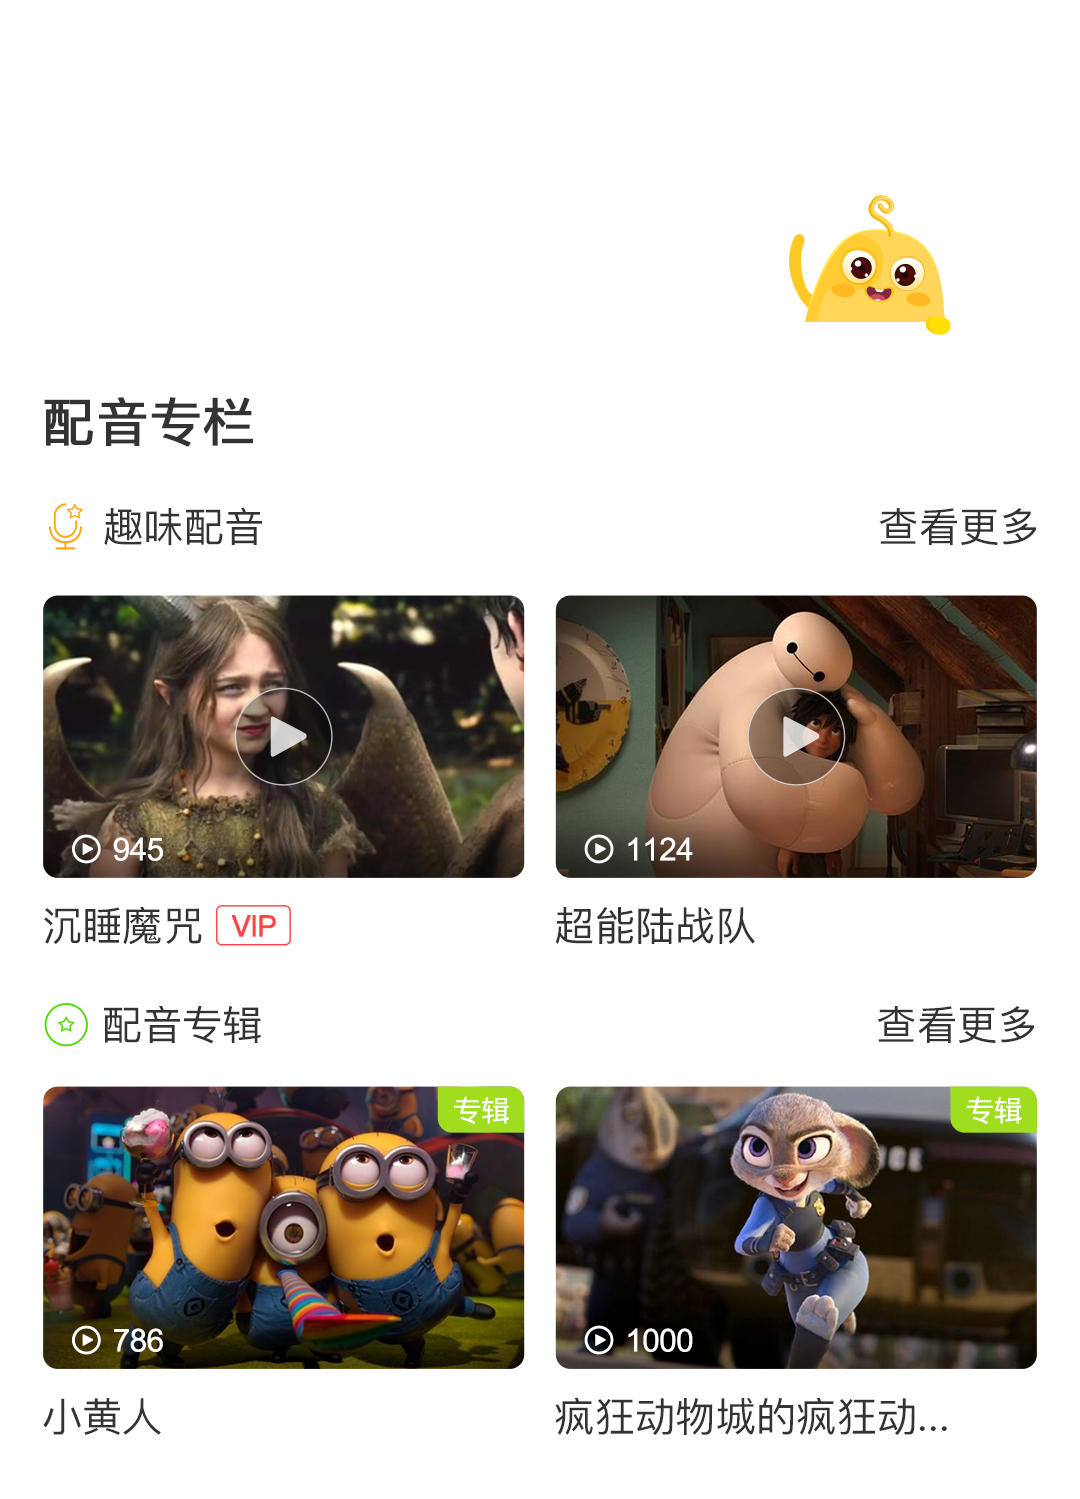 配音专栏
趣味配音
查看更多
945
1124
沉睡魔咒 VIP
超能陆战队
配音专辑
查看更多
专辑
专辑
786
1000
小黄人
疯狂动物城的疯狂动...